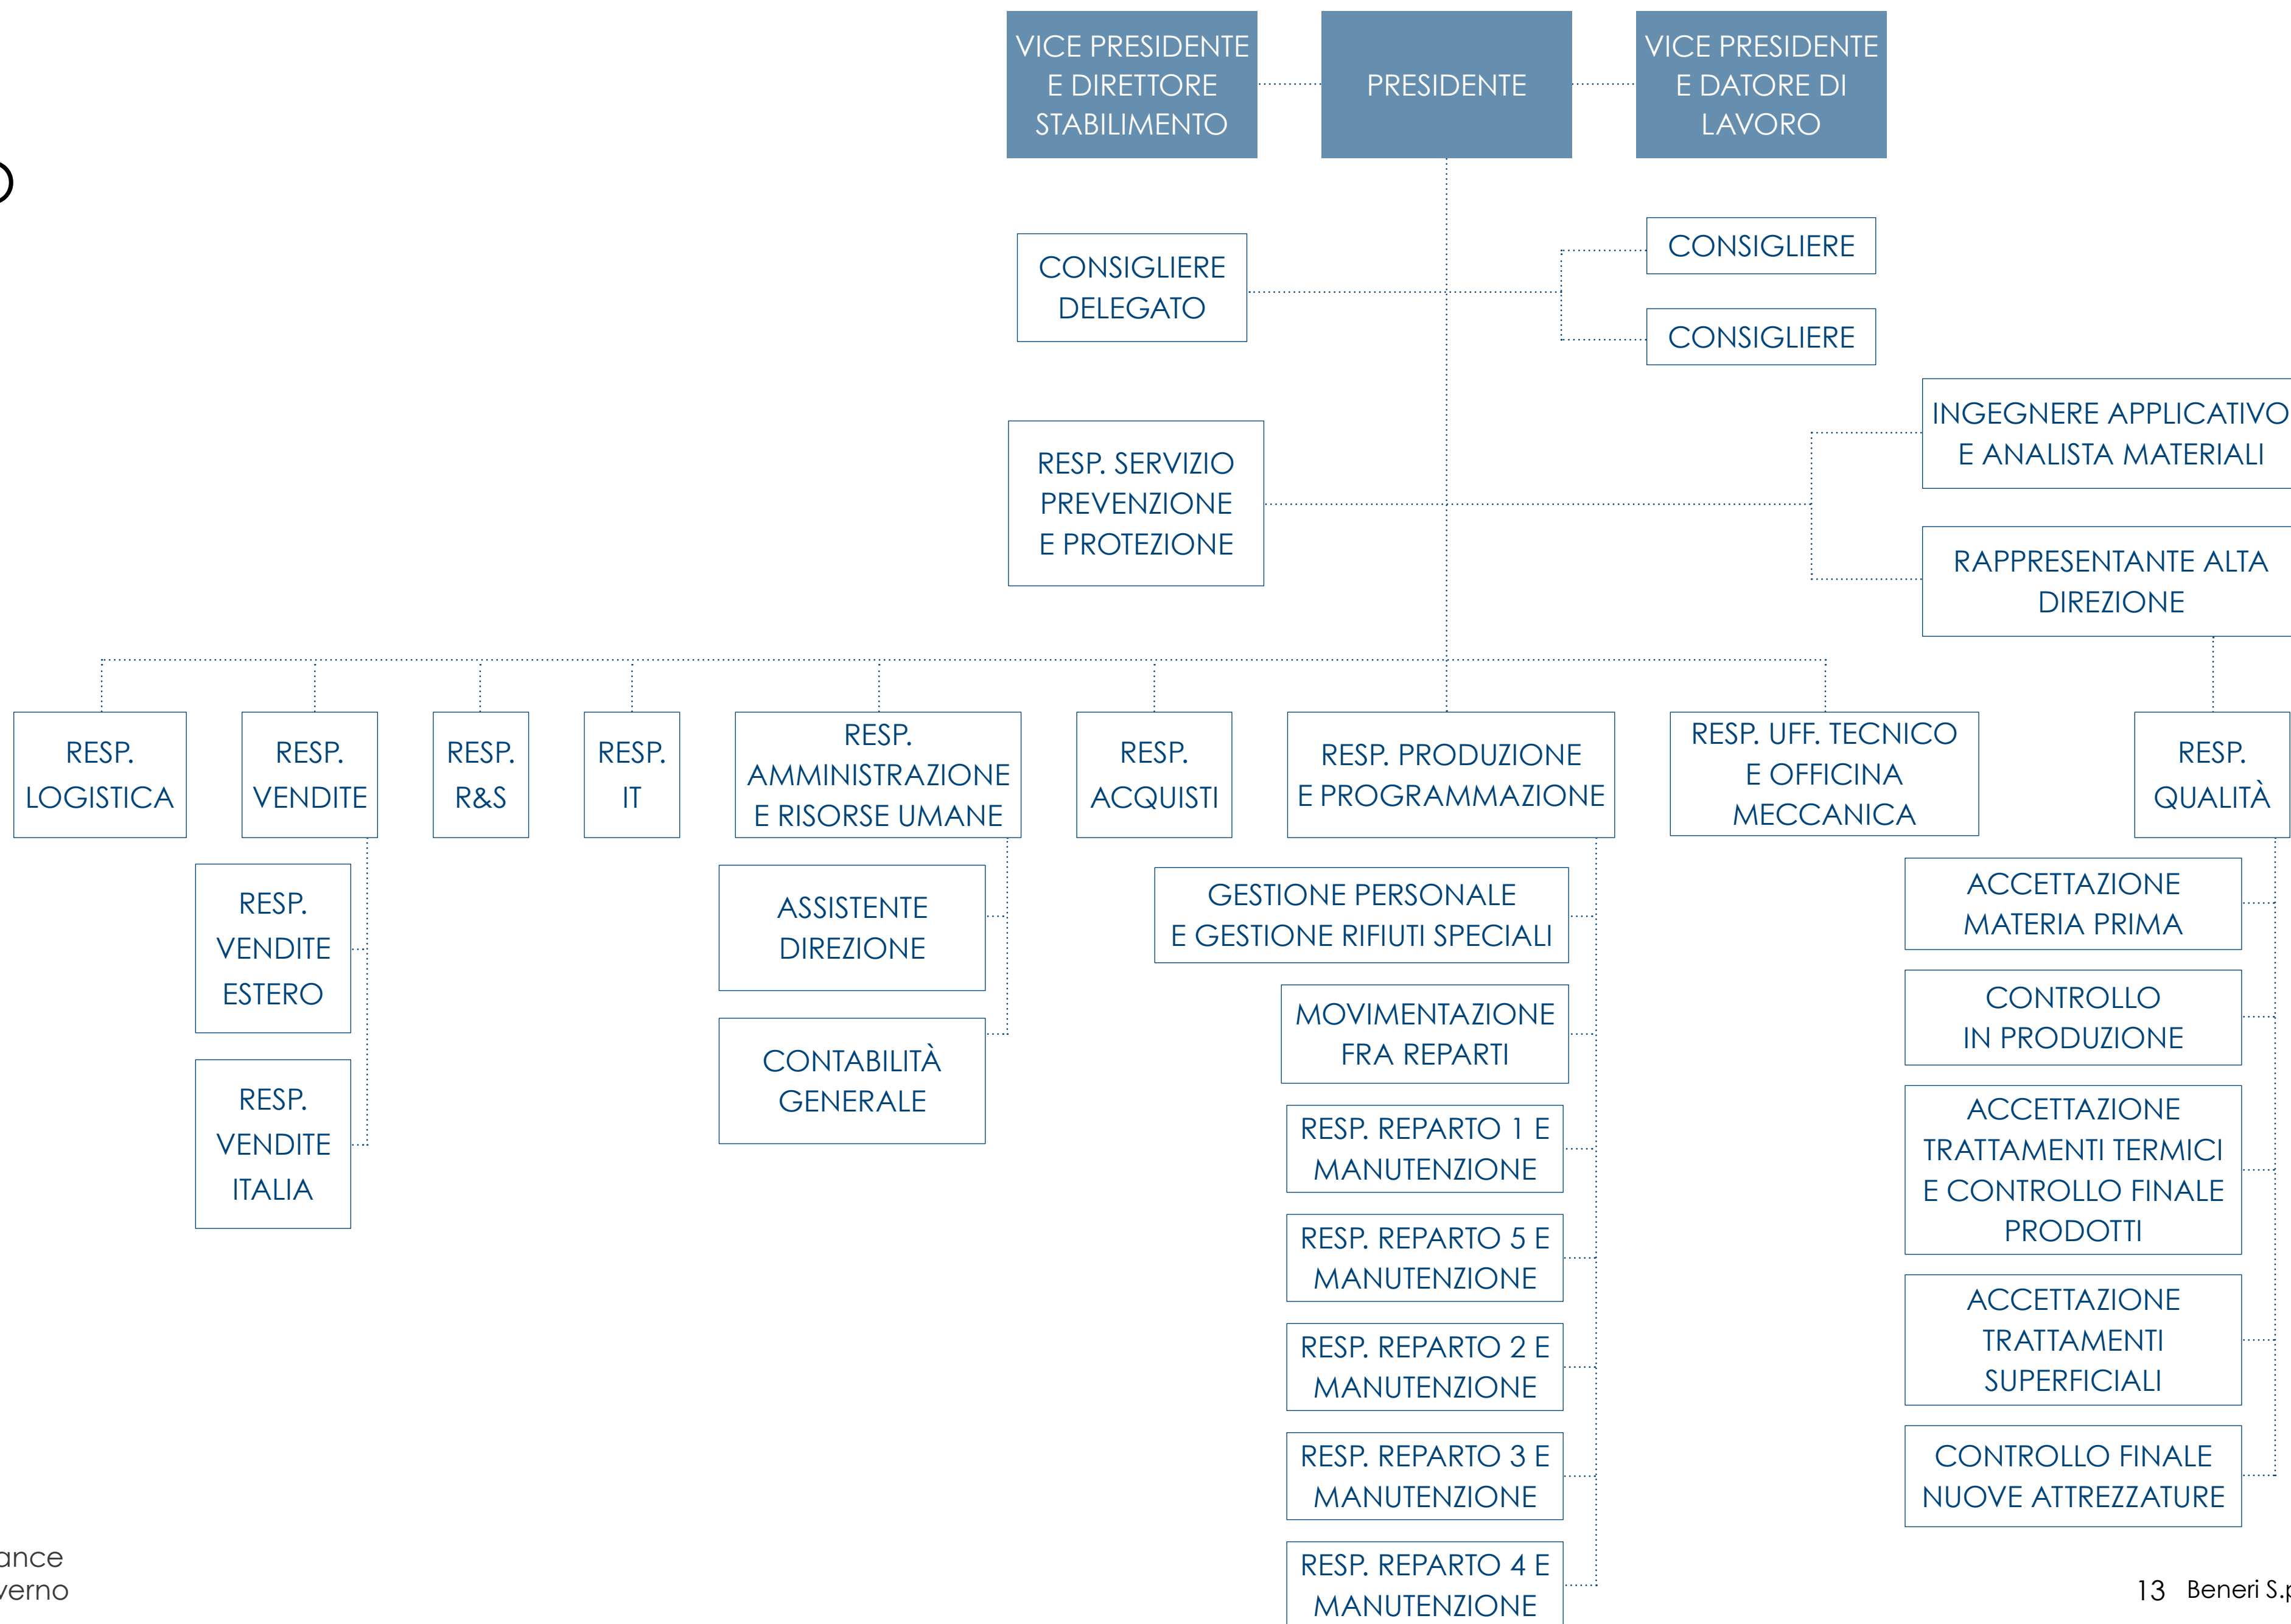 VICE PRESIDENTE
E DIRETTORE
STABILIMENTO
PRESIDENTE
VICE PRESIDENTE
E DATORE DI
LAVORO
O
CONSIGLIERE
DELEGATO
CONSIGLIERE
CONSIGLIERE
INGEGNERE APPLICATIVO
E ANALISTA MATERIALI
RESP. SERVIZIO
PREVENZIONE
E PROTEZIONE
RAPPRESENTANTE ALTA
DIREZIONE
RESP.
LOGISTICA
RESP.
VENDITE
RESP.
R&S
RESP.
IT
RESP.
AMMINISTRAZIONE
E RISORSE UMANE
RESP.
ACQUISTI
RESP. PRODUZIONE
E PROGRAMMAZIONE
RESP. UFF. TECNICO
E OFFICINA
MECCANICA
RESP.
QUALITÀ
RESP.
VENDITE
ESTERO
RESP.
VENDITE
ITALIA
ASSISTENTE
DIREZIONE
CONTABILITÀ
GENERALE
GESTIONE PERSONALE
E GESTIONE RIFIUTI SPECIALI
MOVIMENTAZIONE
FRA REPARTI
RESP. REPARTO 1 E
MANUTENZIONE
RESP. REPARTO 5 E
MANUTENZIONE
RESP. REPARTO 2 E
MANUTENZIONE
RESP. REPARTO 3 E
MANUTENZIONE
RESP. REPARTO 4 E
MANUTENZIONE
ACCETTAZIONE
MATERIA PRIMA
CONTROLLO
IN PRODUZIONE
ACCETTAZIONE
TRATTAMENTI TERMICI
E CONTROLLO FINALE
PRODOTTI
ACCETTAZIONE
TRATTAMENTI
SUPERFICIALI
CONTROLLO FINALE
NUOVE ATTREZZATURE
ance
verno
13 Beneri S.p